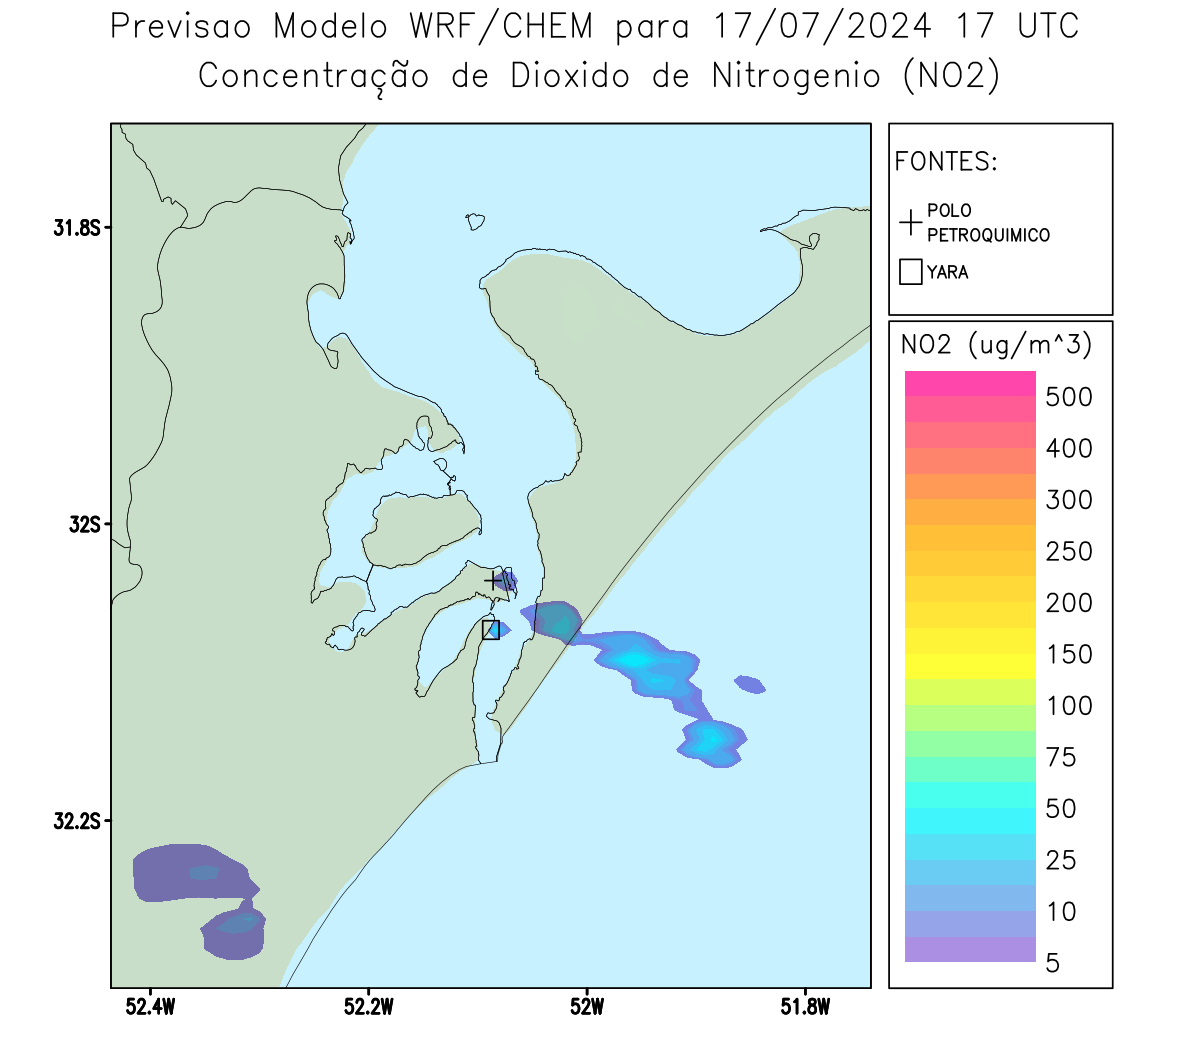 Previsao Modelo WRF/CHEM para 17/07/2024 17 UTC
Concentração de Dioxido de Nitrogenio (NO2)
FONTES:
POLO
PETROQUIMICO
YARA
NO2 (ug/m^3)
500
400
300
250
200
150
100
75
50
25
10
5
31.8S
32S
32.2S
52.4W
52.2W
52W
51.8W